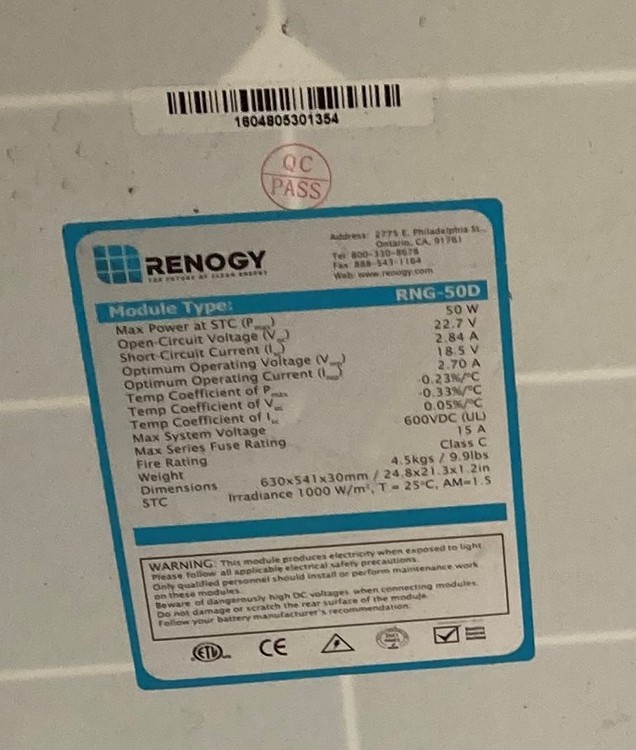 1604805301354
QC
PASS
RENOGY
THE FUTURE OF CLEAN ENERGY
Address: 2775 E. Philadelphia St.,
Ontario, CA, 91761
Tel: 800-330-8678
Fax: 888-543-1164
Web: www.renogy.com
Module Type: RNG-50D
Max Power at STC (Pmax) 50 W
Open-Circuit Voltage (Voc) 22.7 V
Short-Circuit Current (Isc) 2.84 A
Optimum Operating Voltage (Vmp) 18.5 V
Optimum Operating Current (Imp) 2.70 A
Temp Coefficient of Pmax -0.23%/°C
Temp Coefficient of Voc -0.33%/°C
Temp Coefficient of Isc 0.05%/°C
Max System Voltage 600VDC (UL)
Max Series Fuse Rating 15 A
Fire Rating Class C
Weight 4.5kgs / 9.9lbs
Dimensions 630x541x30mm / 24.8x21.3x1.2in
STC Irradiance 1000 W/m², T = 25°C, AM=1.5
WARNING: This module produces electricity when exposed to light.
Please follow all applicable electrical safety precautions.
Only qualified personnel should install or perform maintenance work
on these modules.
Beware of dangerously high DC voltages when connecting modules.
Do not damage or scratch the rear surface of the module.
Follow your battery manufacturer's recommendation.
ETL
CE